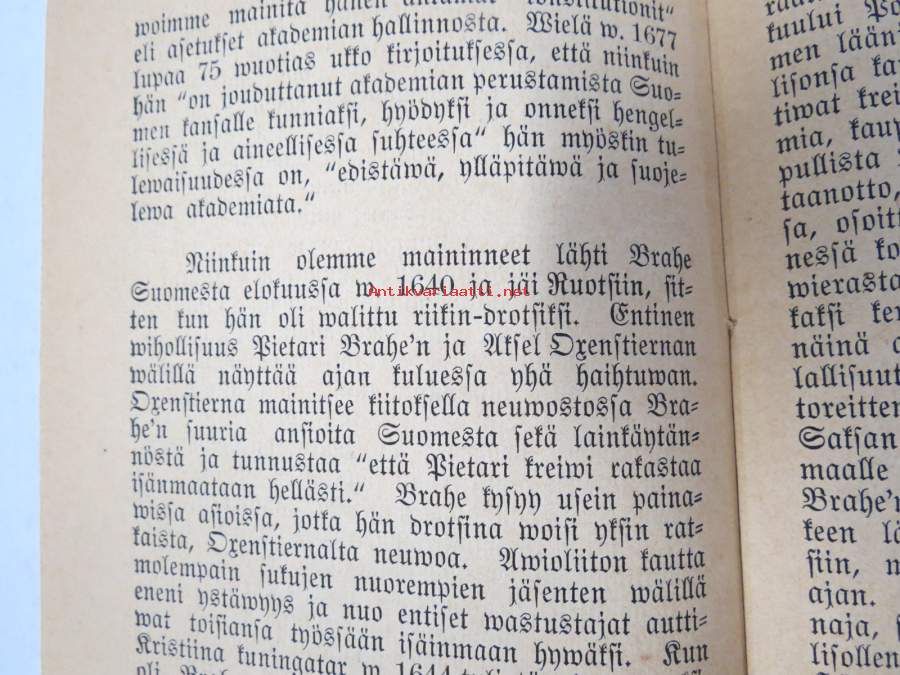 woimme mainita hänen antamat "konstitutionit"
eli asetukset akademian hallinnosta. Wielä w. 1677
lupaa 75 wuotias ukko kirjoituksessa, että niinkuin
hän "on jouduttanut akademian perustamista Suo=
men kansalle kunniaksi, hyödyksi ja onneksi hengel=
lisessä ja aineellisessa suhteessa" hän myöskin tu=
lewaisuudessa on, "edistäwä, ylläpitäwä ja suoje=
lewa akademiata."
Niinkuin olemme maininneet lähti Brahe
Suomesta elokuussa w. 1640 ja jäi Ruotsiin, sit=
Antikvariaatti.net
ten kun hän oli walittu riikin-drotsiksi. Entinen
wihollisuus Pietari Brahe'n ja Aksel Oxenstiernan
wälillä näyttää ajan kuluessa yhä haihtuwan.
Oxenstierna mainitsee kiitoksella neuwostossa Bra=
he'n suuria ansioita Suomesta sekä lainkäytän=
nöstä ja tunnustaa "että Pietari kreiwi rakastaa
isänmaataan hellästi." Brahe kysyy usein paina=
wissa asioissa, jotka hän drotsina woisi yksin rat=
kaista, Oxenstiernalta neuwoa. Awioliiton kautta
molempain sukujen nuorempien jäsenten wälillä
eneni ystäwyys ja nuo entiset wastustajat autti=
wat toisiansa työssään isäinmaan hywäksi. Kun
Kristiina kuningatar w. 1644
kuului
men lään
lisonsa
tiwat krei
mia, kau
pullista
taanotto,
sa, osoitt
nessä
wierasta
kaksi
näinä
lallisuut
toreitten
Saksan
maalle
Brahe'n
keen
siin,
ajan.
naja,
lisollen